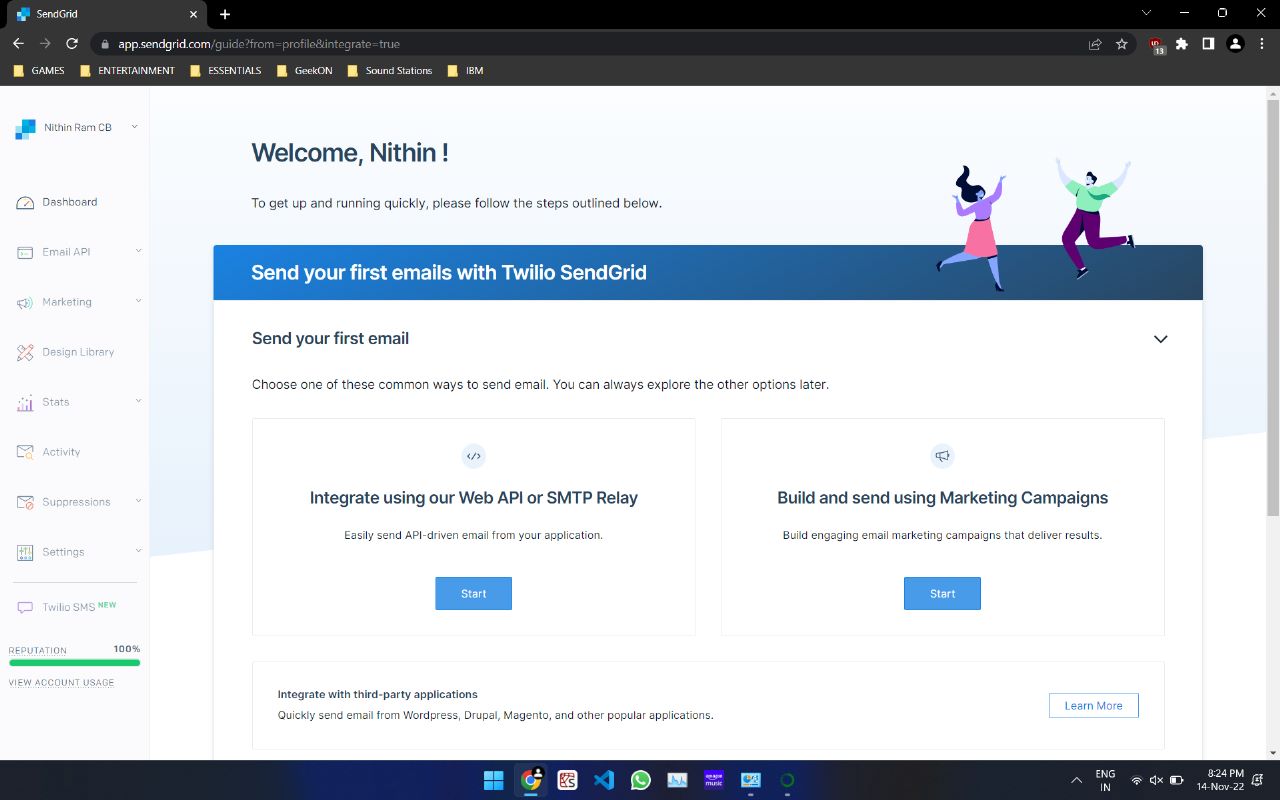 SendGrid
app.sendgrid.com/guide?from=profile&integrate=true
13
GAMES
ENTERTAINMENT
ESSENTIALS
GeekON
Sound Stations
IBM
Nithin Ram CB
Dashboard
Email API
Marketing
Design Library
Stats
Activity
Suppressions
Settings
Twilio SMS NEW
REPUTATION 100%
VIEW ACCOUNT USAGE
Welcome, Nithin !
To get up and running quickly, please follow the steps outlined below.
Send your first emails with Twilio SendGrid
Send your first email
Choose one of these common ways to send email. You can always explore the other options later.
Integrate using our Web API or SMTP Relay
Easily send API-driven email from your application.
Start
Build and send using Marketing Campaigns
Build engaging email marketing campaigns that deliver results.
Start
Integrate with third-party applications
Quickly send email from Wordpress, Drupal, Magento, and other popular applications.
Learn More
ENG
IN
8:24 PM
14-Nov-22